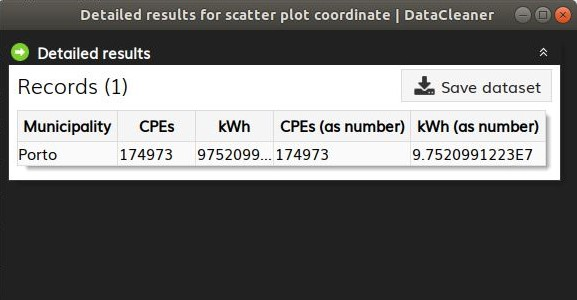 Detailed results for scatter plot coordinate | DataCleaner
Detailed results
Records (1)
Save dataset
Municipality CPEs kWh CPEs (as number) kWh (as number)
Porto 174973 9752099... 174973 9.7520991223E7